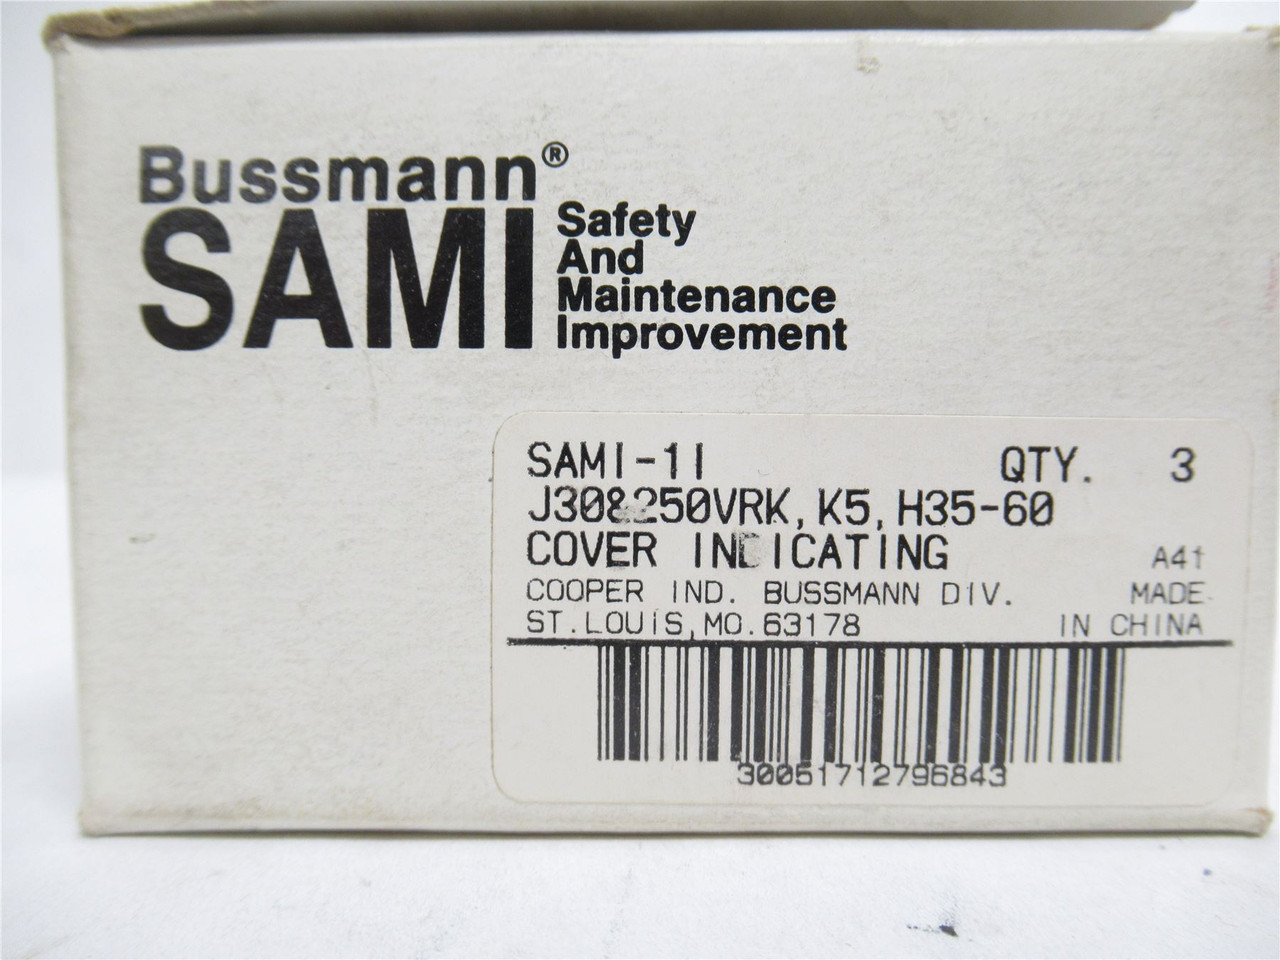 Bussmann®
SAMI
Safety
And
Maintenance
Improvement
SAMI-1I QTY. 3
J30&250VRK, K5, H35-60
COVER INDICATING A41
COOPER IND. BUSSMANN DIV. MADE
ST. LOUIS, MO. 63178 IN CHINA
30051712796843